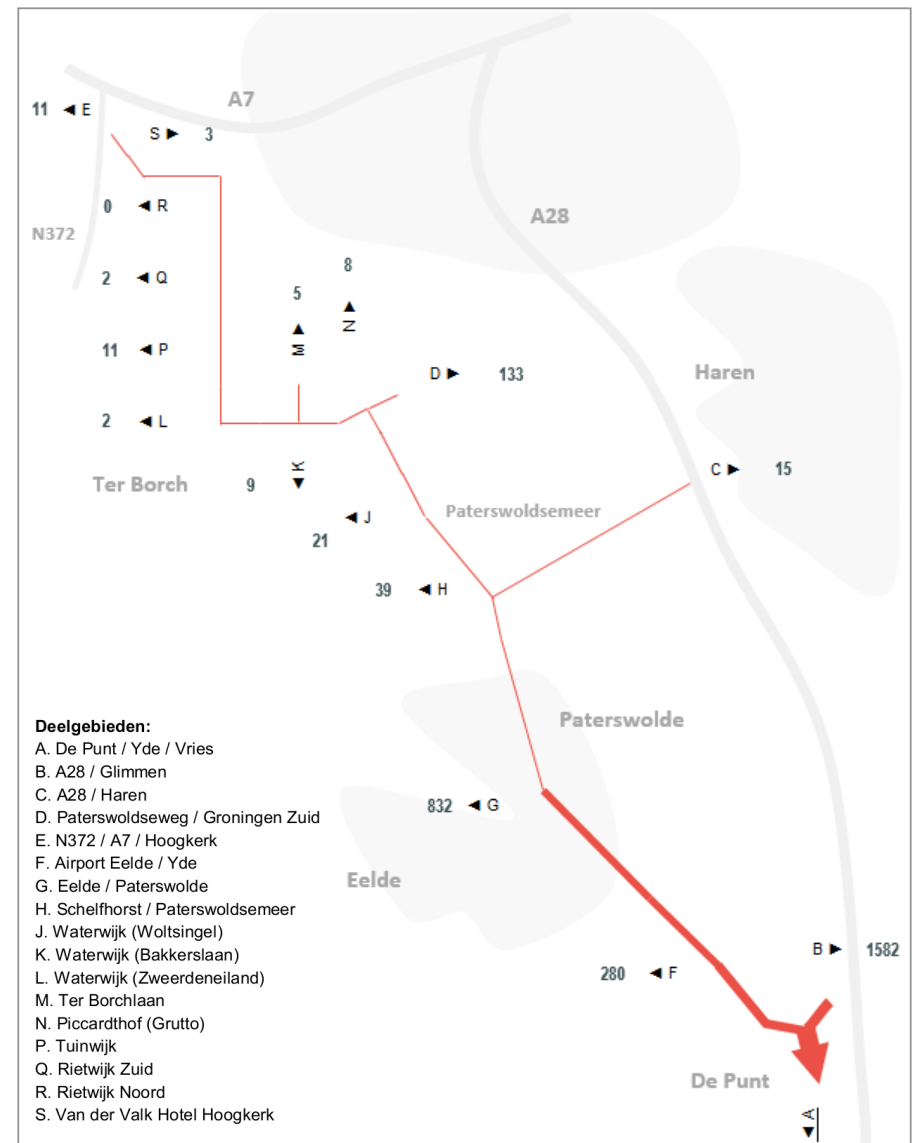 11 ◄ E
A7
S ► 3
0 ◄ R
A28
N372
8
2 ◄ Q
5
N ►
M ►
11 ◄ P
D ► 133
Haren
2 ◄ L
C ► 15
Ter Borch
9
◄ K
Paterswoldsemeer
◄ J
21
39 ◄ H
Paterswolde
Deelgebieden:
A. De Punt / Yde / Vries
B. A28 / Glimmen
C. A28 / Haren
D. Paterswoldseweg / Groningen Zuid
E. N372 / A7 / Hoogkerk
F. Airport Eelde / Yde
G. Eelde / Paterswolde
H. Schelfhorst / Paterswoldsemeer
J. Waterwijk (Woltsingel)
K. Waterwijk (Bakkerslaan)
L. Waterwijk (Zweerdeneiland)
M. Ter Borchlaan
N. Piccardthof (Grutto)
P. Tuinwijk
Q. Rietwijk Zuid
R. Rietwijk Noord
S. Van der Valk Hotel Hoogkerk
832 ◄ G
Eelde
B ► 1582
280 ◄ F
De Punt
◄ A